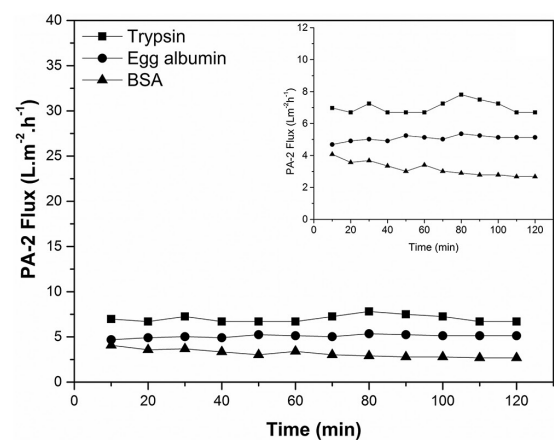 PA-2 Flux (L.m⁻².h⁻¹)
40
35
30
25
20
15
10
5
0
Trypsin
Egg albumin
BSA
PA-2 Flux (Lm⁻²h⁻¹)
12
10
8
6
4
2
0
0 20 40 60 80 100 120
Time (min)
0 20 40 60 80 100 120
Time (min)